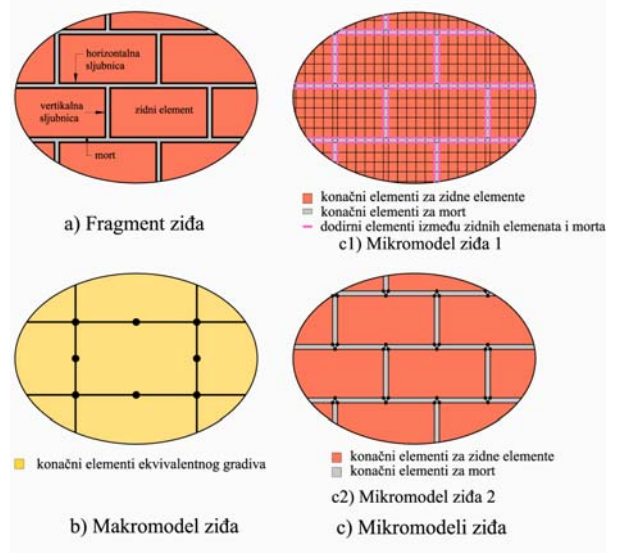 horizontalna
sljubnica
vertikalna
sljubnica
zidni element
mort
a) Fragment ziđa
konačni elementi za zidne elemente
konačni elementi za mort
dodirni elementi između zidnih elemenata i morta
c1) Mikromodel ziđa 1
konačni elementi ekvivalentnog gradiva
b) Makromodel ziđa
konačni elementi za zidne elemente
konačni elementi za mort
c2) Mikromodel ziđa 2
c) Mikromodeli ziđa